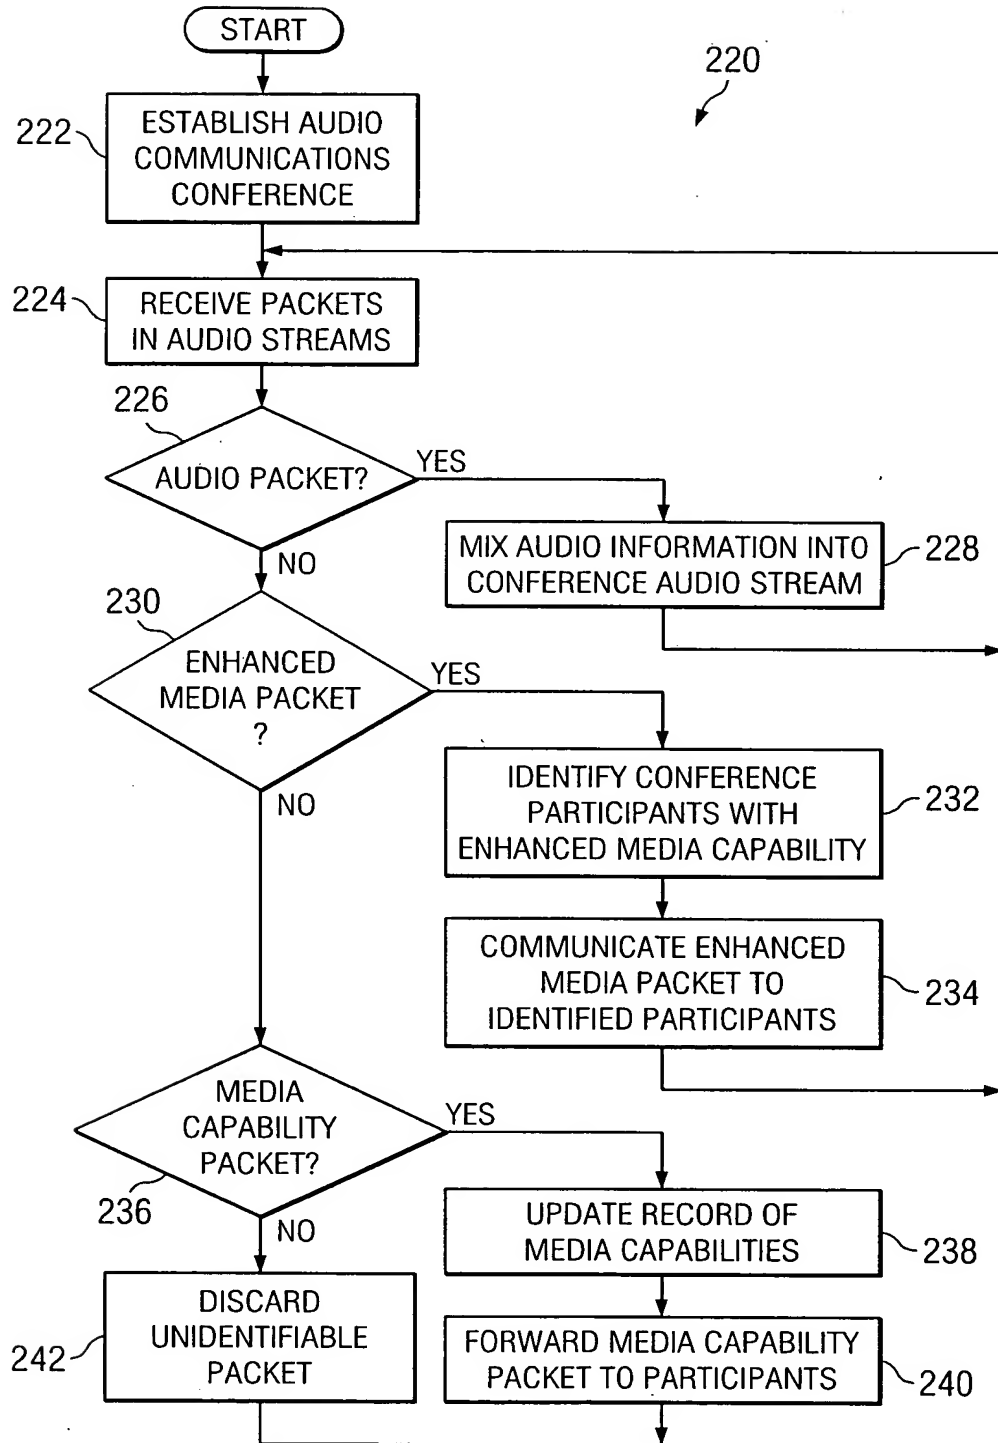 START
220
222
ESTABLISH AUDIO
COMMUNICATIONS
CONFERENCE
224
RECEIVE PACKETS
IN AUDIO STREAMS
226
AUDIO PACKET?
YES
NO
MIX AUDIO INFORMATION INTO
CONFERENCE AUDIO STREAM
228
230
ENHANCED
MEDIA PACKET
?
YES
NO
IDENTIFY CONFERENCE
PARTICIPANTS WITH
ENHANCED MEDIA CAPABILITY
232
COMMUNICATE ENHANCED
MEDIA PACKET TO
IDENTIFIED PARTICIPANTS
234
MEDIA
CAPABILITY
PACKET?
YES
236
NO
UPDATE RECORD OF
MEDIA CAPABILITIES
238
DISCARD
UNIDENTIFIABLE
PACKET
242
FORWARD MEDIA CAPABILITY
PACKET TO PARTICIPANTS
240